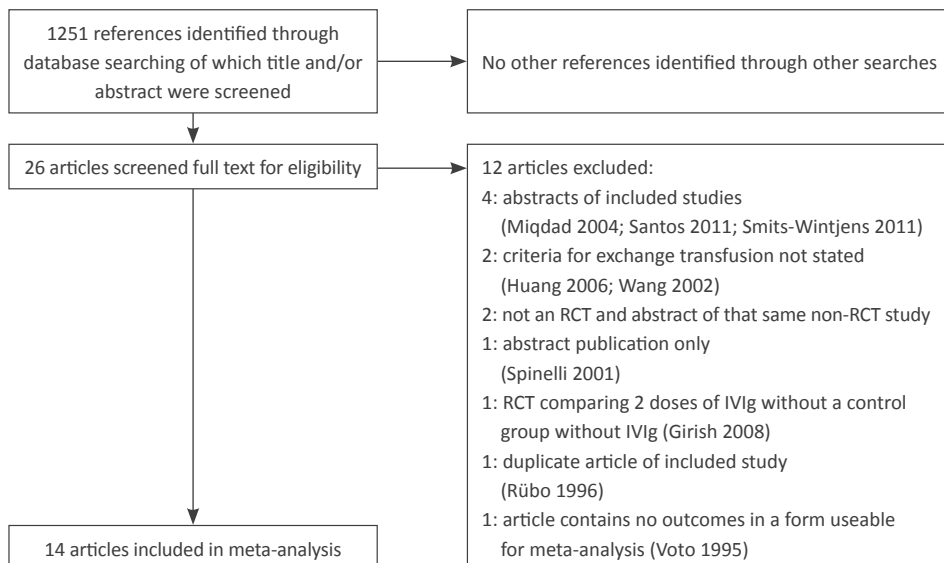 1251 references identified through
database searching of which title and/or
abstract were screened
No other references identified through other searches
26 articles screened full text for eligibility
12 articles excluded:
4: abstracts of included studies
(Miqdad 2004; Santos 2011; Smits-Wintjens 2011)
2: criteria for exchange transfusion not stated
(Huang 2006; Wang 2002)
2: not an RCT and abstract of that same non-RCT study
1: abstract publication only
(Spinelli 2001)
1: RCT comparing 2 doses of IVIg without a control
group without IVIg (Girish 2008)
1: duplicate article of included study
(Rübo 1996)
1: article contains no outcomes in a form useable
for meta-analysis (Voto 1995)
14 articles included in meta-analysis